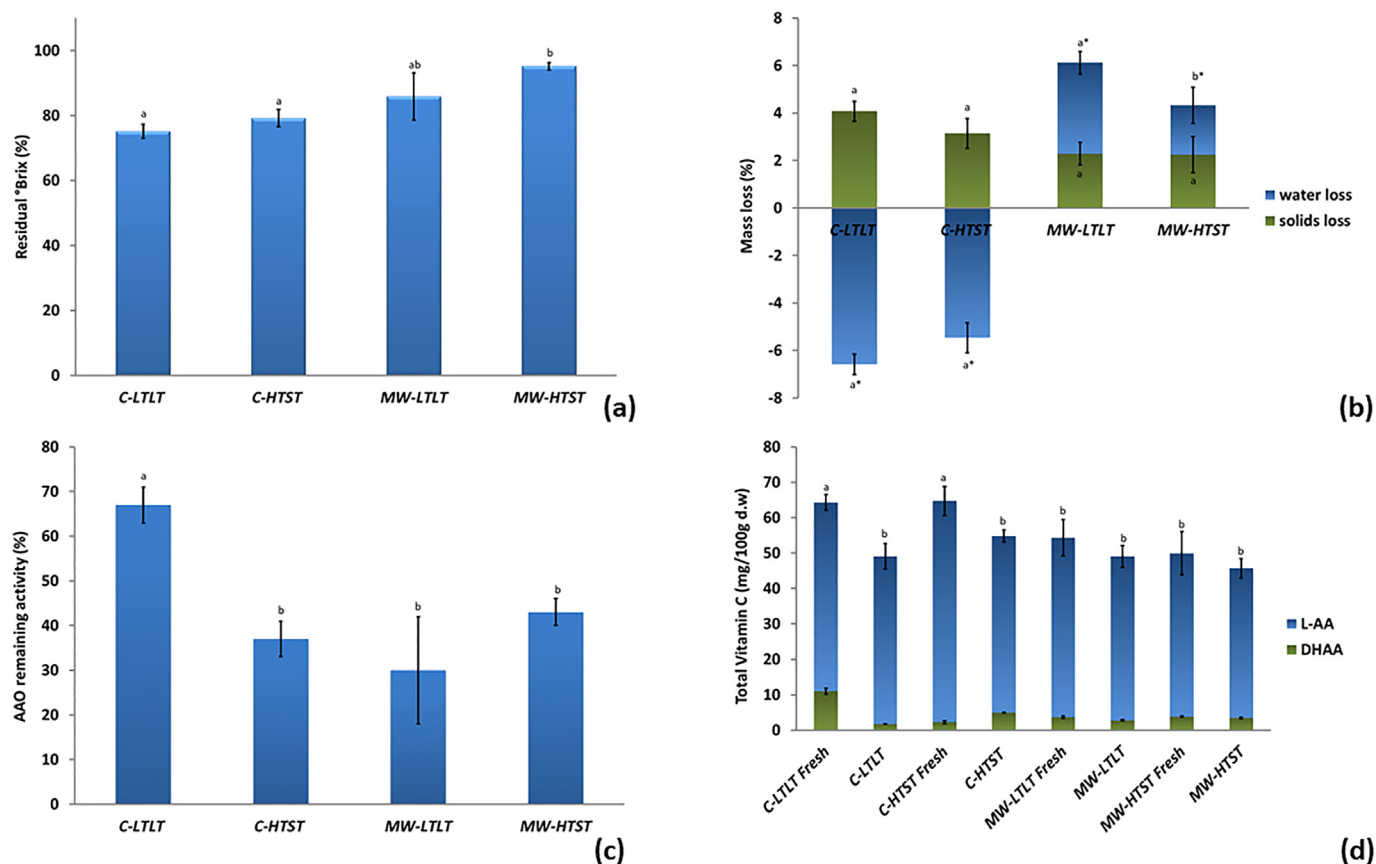 Residual °Brix (%)
100
80
60
40
20
0
a
a
ab
b
C-LTLT
C-HTST
MW-LTLT
MW-HTST
(a)
Mass loss (%)
8
6
4
2
0
-2
-4
-6
-8
a
a
a*
b*
a
a
C-LTLT
C-HTST
MW-LTLT
MW-HTST
a*
a*
water loss
solids loss
(b)
AAO remaining activity (%)
80
70
60
50
40
30
20
10
0
a
b
b
b
C-LTLT
C-HTST
MW-LTLT
MW-HTST
(c)
Total Vitamin C (mg/100g d.w)
80
70
60
50
40
30
20
10
0
a
b
a
b
b
b
b
b
C-LTLT Fresh
C-LTLT
C-HTST Fresh
C-HTST
MW-LTLT Fresh
MW-LTLT
MW-HTST Fresh
MW-HTST
L-AA
DHAA
(d)